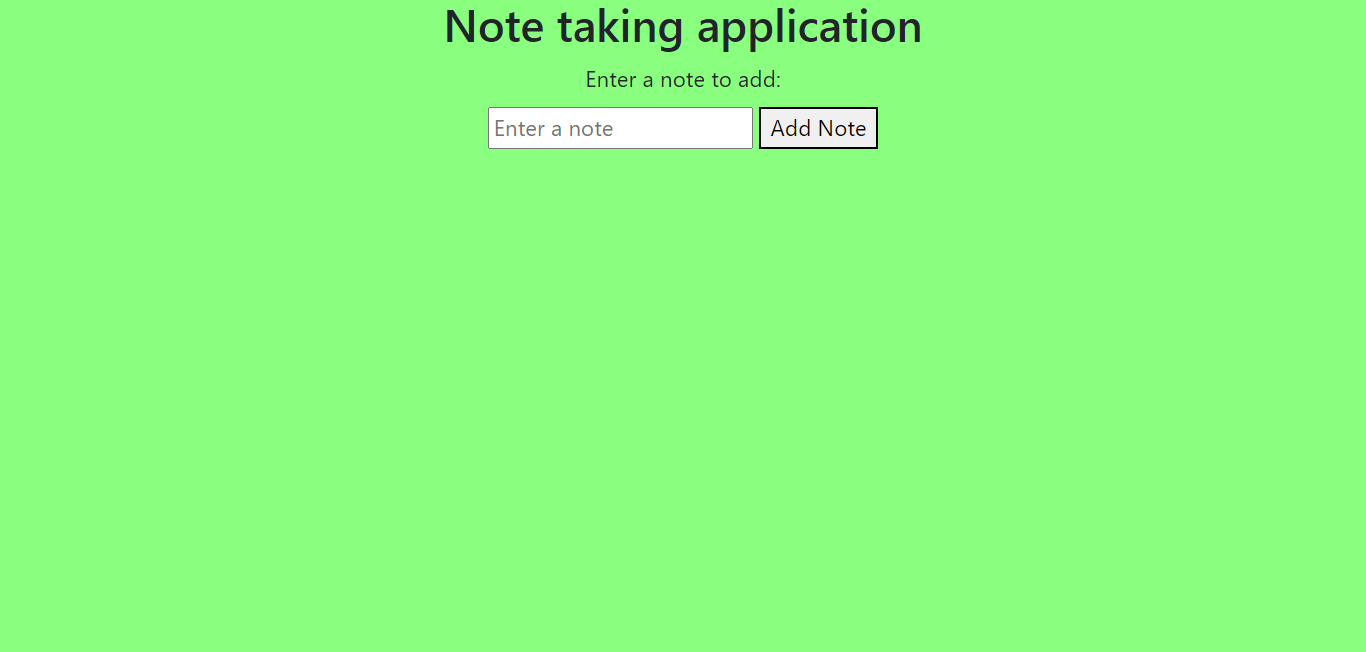 Note taking application
Enter a note to add:
Enter a note Add Note